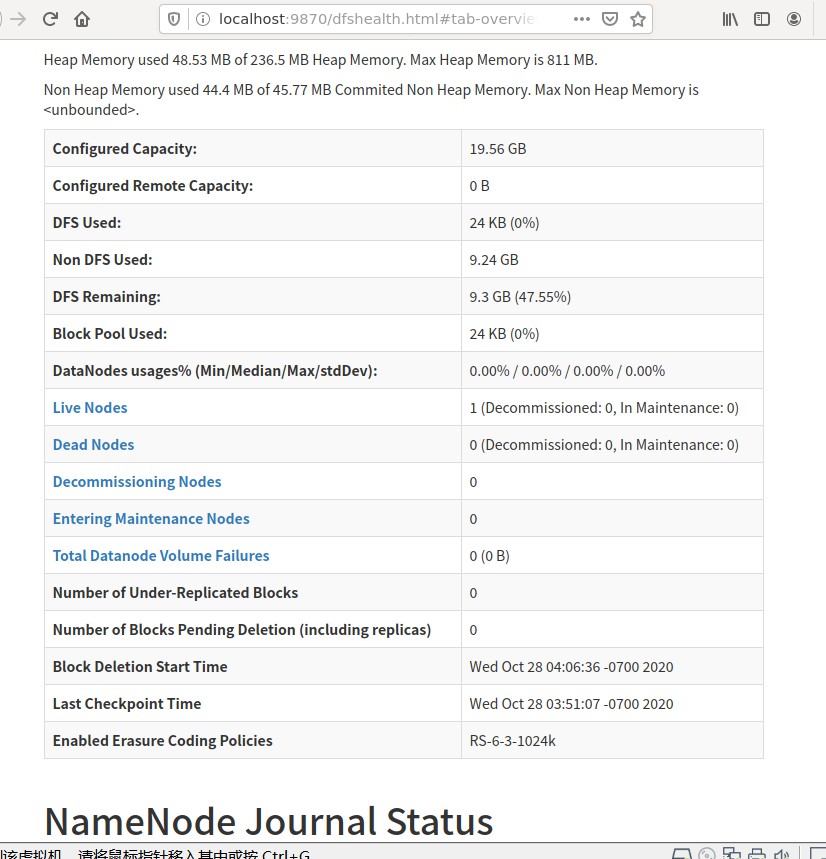 localhost:9870/dfshealth.html#tab-overvie
Heap Memory used 48.53 MB of 236.5 MB Heap Memory. Max Heap Memory is 811 MB.
Non Heap Memory used 44.4 MB of 45.77 MB Commited Non Heap Memory. Max Non Heap Memory is
<unbounded>.
Configured Capacity: 19.56 GB
Configured Remote Capacity: 0 B
DFS Used: 24 KB (0%)
Non DFS Used: 9.24 GB
DFS Remaining: 9.3 GB (47.55%)
Block Pool Used: 24 KB (0%)
DataNodes usages% (Min/Median/Max/stdDev): 0.00% / 0.00% / 0.00% / 0.00%
Live Nodes 1 (Decommissioned: 0, In Maintenance: 0)
Dead Nodes 0 (Decommissioned: 0, In Maintenance: 0)
Decommissioning Nodes 0
Entering Maintenance Nodes 0
Total Datanode Volume Failures 0 (0 B)
Number of Under-Replicated Blocks 0
Number of Blocks Pending Deletion (including replicas) 0
Block Deletion Start Time Wed Oct 28 04:06:36 -0700 2020
Last Checkpoint Time Wed Oct 28 03:51:07 -0700 2020
Enabled Erasure Coding Policies RS-6-3-1024k
NameNode Journal Status
该虚拟机，请将鼠标指针移入其中或按 Ctrl+G